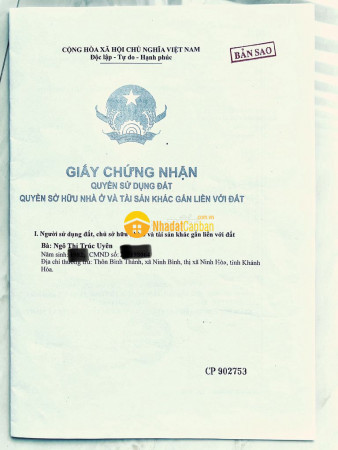 CỘNG HÒA XÃ HỘI CHỦ NGHĨA VIỆT NAM
Độc lập - Tự do - Hạnh phúc
BẢN SAO
GIẤY CHỨNG NHẬN
QUYỀN SỬ DỤNG ĐẤT
QUYỀN SỞ HỮU NHÀ Ở VÀ TÀI SẢN KHÁC GẮN LIỀN VỚI ĐẤT
NhadatCanban
I. Người sử dụng đất, chủ sở hữu và tài sản khác gắn liền với đất
Bà: Ngô Thị Trúc Uyên
Năm sinh: CMND số:
Địa chỉ thường trú: Thôn Bình Thành, xã Ninh Bình, thị xã Ninh Hòa, tỉnh Khánh
Hòa.
CP 902753